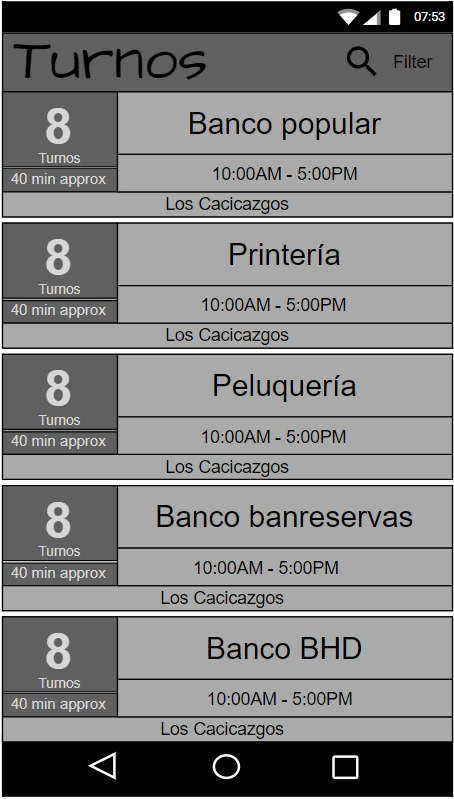 07:53
Turnos
Filter
8
Turnos
40 min approx
Banco popular
10:00AM - 5:00PM
Los Cacicazgos
8
Turnos
40 min approx
Printería
10:00AM - 5:00PM
Los Cacicazgos
8
Turnos
40 min approx
Peluquería
10:00AM - 5:00PM
Los Cacicazgos
8
Turnos
40 min approx
Banco banreservas
10:00AM - 5:00PM
Los Cacicazgos
8
Turnos
40 min approx
Banco BHD
10:00AM - 5:00PM
Los Cacicazgos